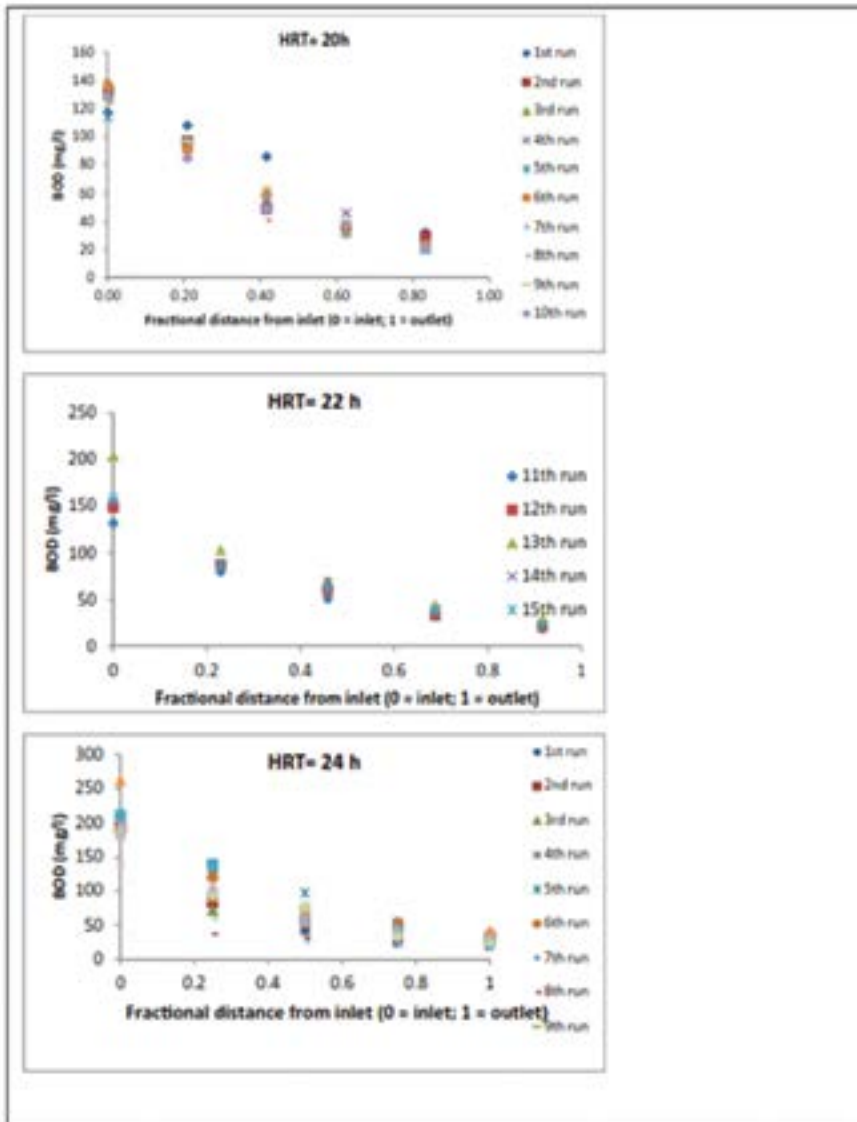 HRT= 20h
160
140
120
100
80
60
40
20
0
BOD (mg/l)
0.00 0.20 0.40 0.60 0.80 1.00
Fractional distance from inlet (0 = inlet; 1 = outlet)
1st run
2nd run
3rd run
4th run
5th run
6th run
7th run
8th run
9th run
10th run
HRT= 22 h
250
200
150
100
50
0
BOD (mg/l)
0 0.2 0.4 0.6 0.8 1
Fractional distance from inlet (0 = inlet; 1 = outlet)
11th run
12th run
13th run
14th run
15th run
HRT= 24 h
300
250
200
150
100
50
0
BOD (mg/l)
0 0.2 0.4 0.6 0.8 1
Fractional distance from inlet (0 = inlet; 1 = outlet)
1st run
2nd run
3rd run
4th run
5th run
6th run
7th run
8th run
9th run